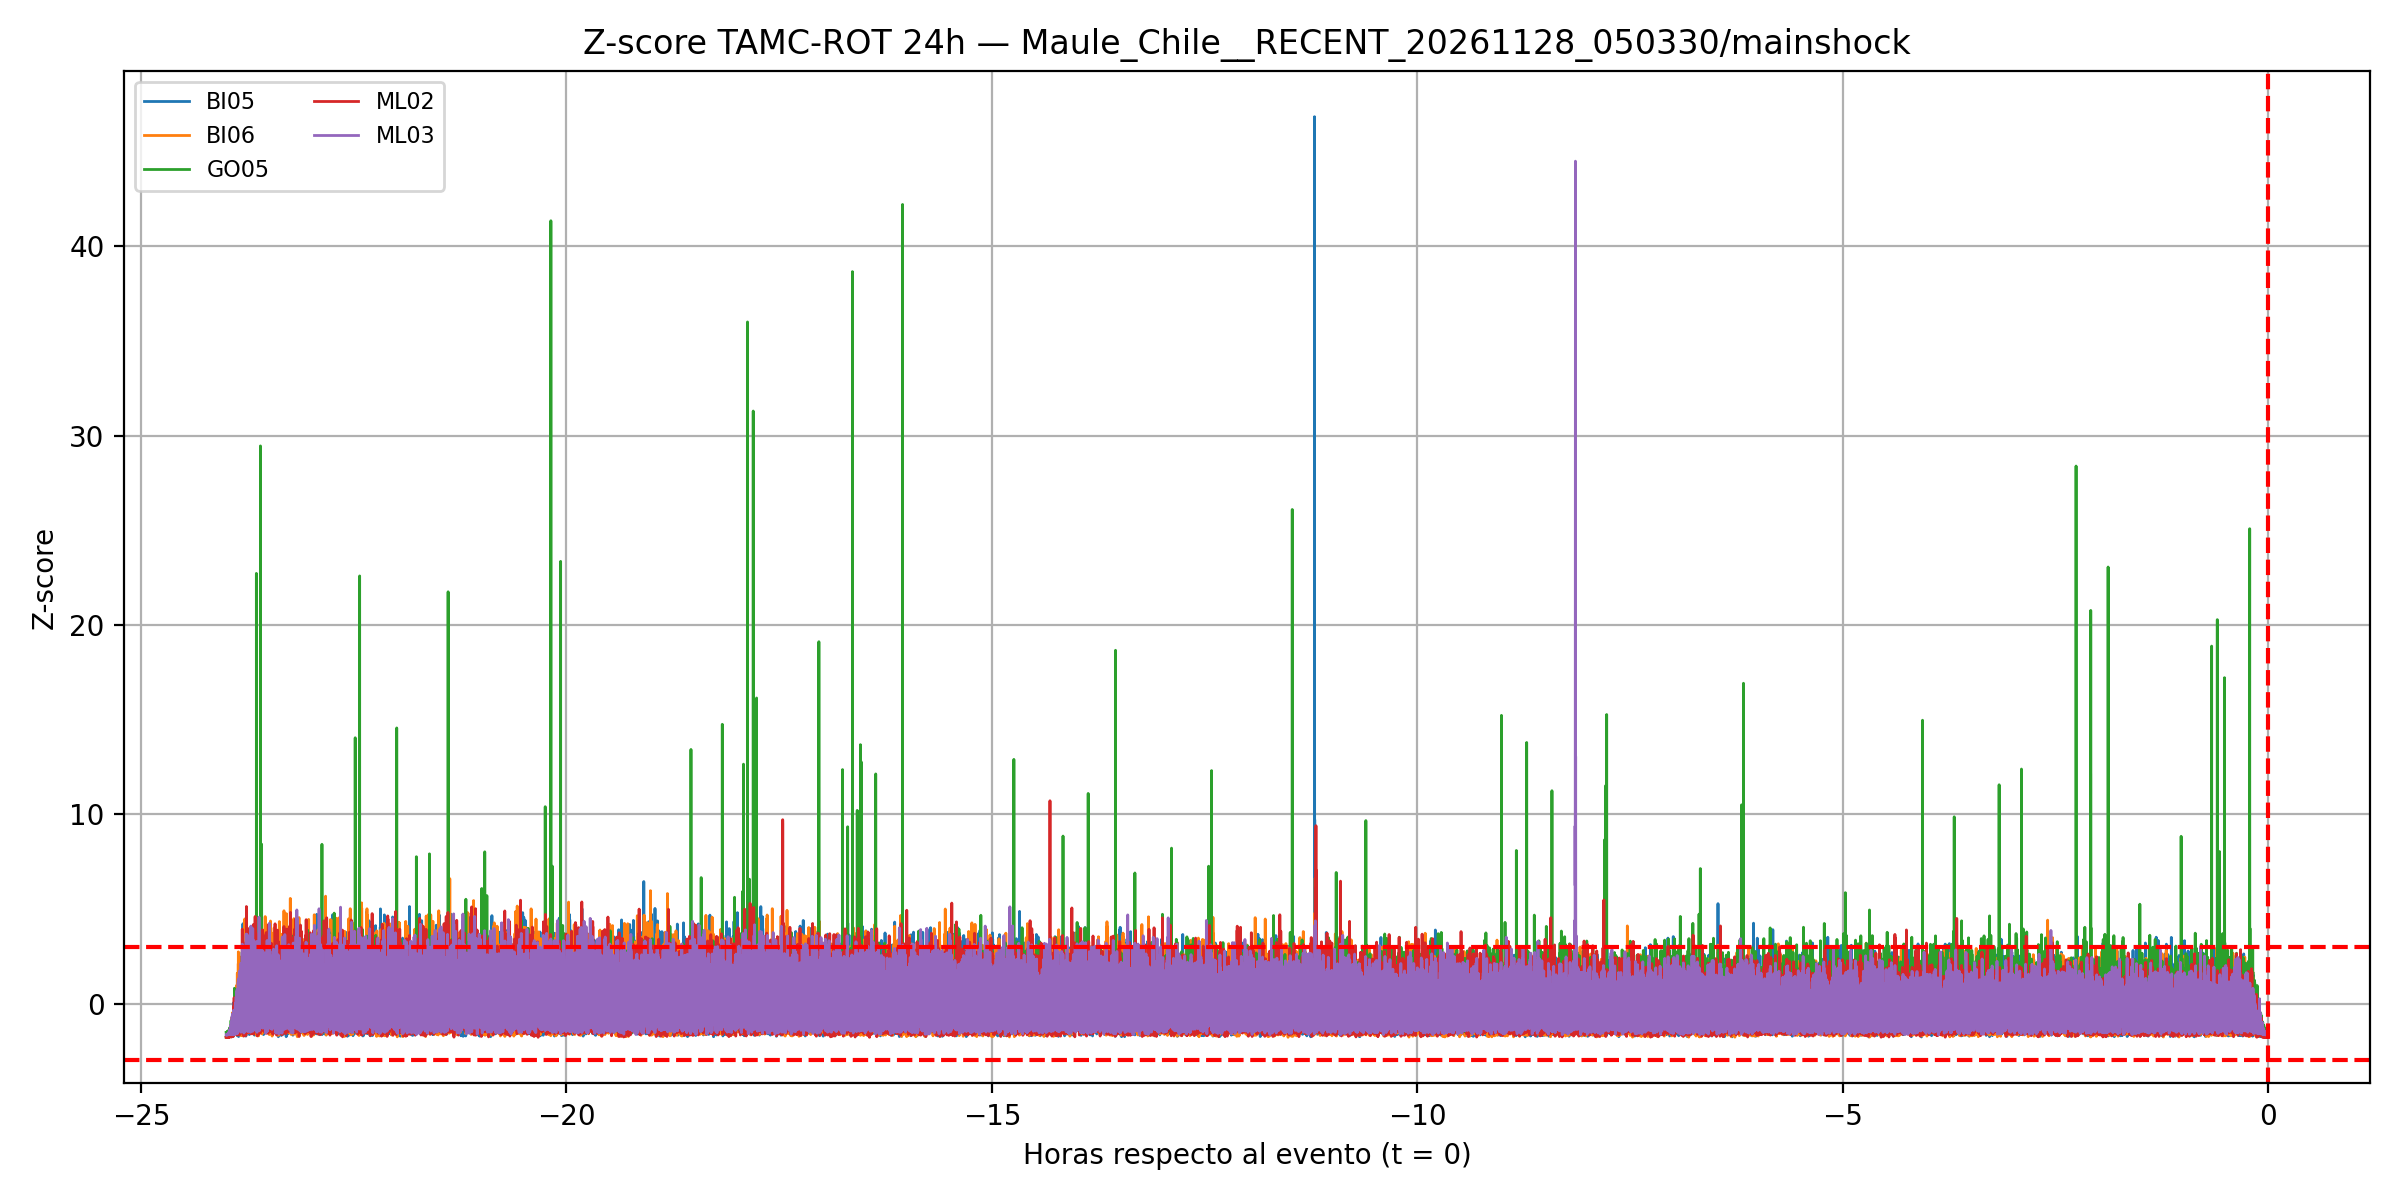 Z-score TAMC-ROT 24h — Maule_Chile__RECENT_20261128_050330/mainshock
BI05
BI06
GO05
ML02
ML03
Z-score
40
30
20
10
0
−25
−20
−15
−10
−5
0
Horas respecto al evento (t = 0)